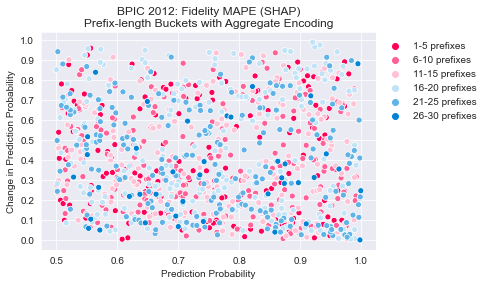 BPIC 2012: Fidelity MAPE (SHAP)
Prefix-length Buckets with Aggregate Encoding
1.0
0.9
0.8
0.7
0.6
0.5
0.4
0.3
0.2
0.1
0.0
Change in Prediction Probability
0.5 0.6 0.7 0.8 0.9 1.0
Prediction Probability
1-5 prefixes
6-10 prefixes
11-15 prefixes
16-20 prefixes
21-25 prefixes
26-30 prefixes